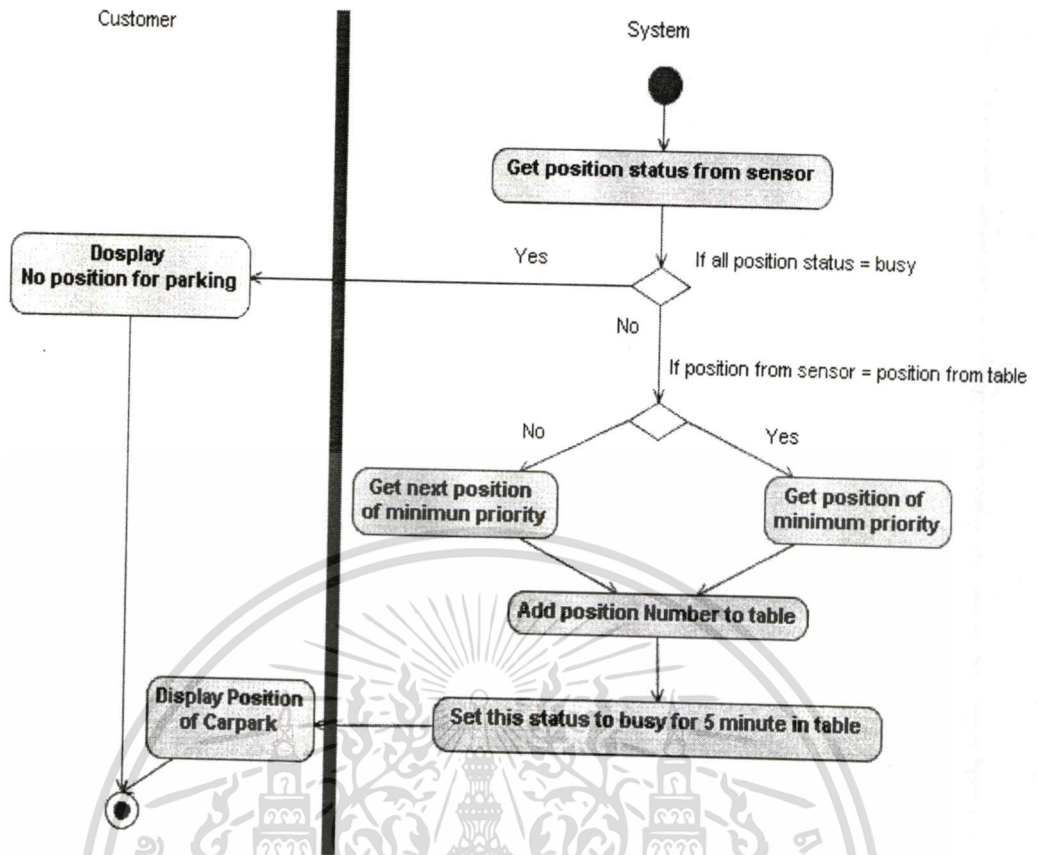 Customer
System
Get position status from sensor
Dosplay
No position for parking
Yes
If all position status = busy
No
If position from sensor = position from table
No
Yes
Get next position
of minimun priority
Get position of
minimum priority
Add position Number to table
Display Position
of Carpark
Set this status to busy for 5 minute in table